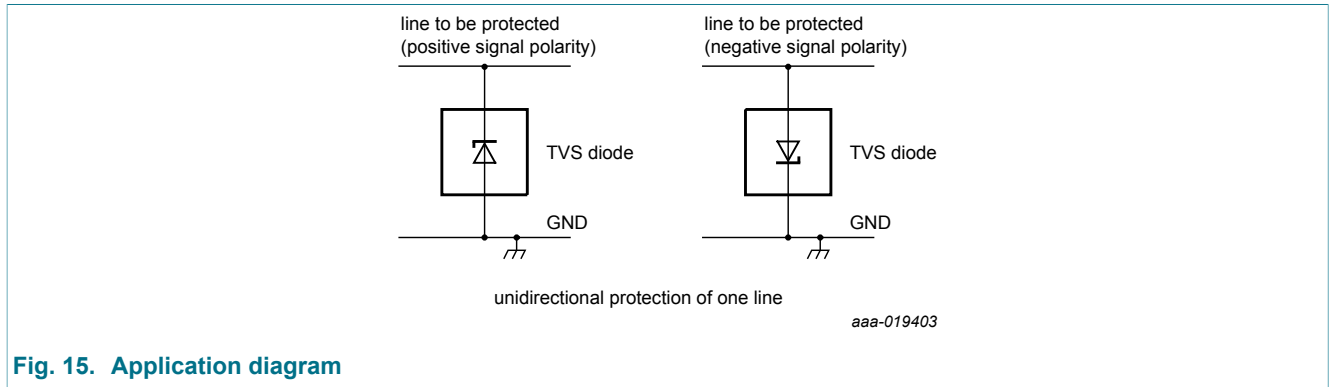 line to be protected
(positive signal polarity)
line to be protected
(negative signal polarity)
TVS diode
TVS diode
GND
GND
unidirectional protection of one line
aaa-019403
Fig. 15. Application diagram